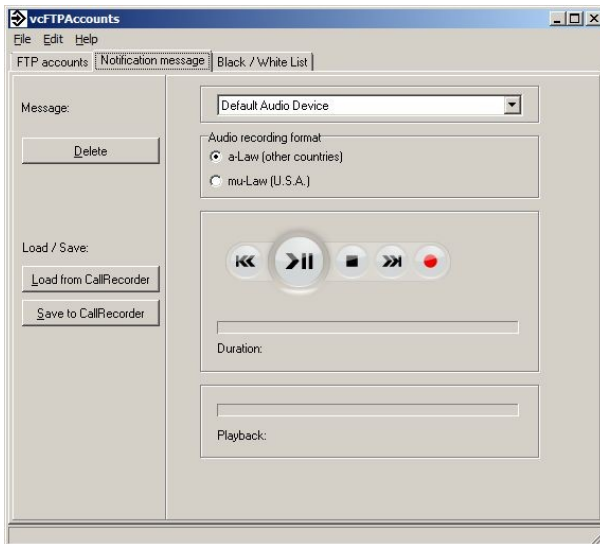 vcFTPAccounts
File Edit Help
FTP accounts Notification message Black / White List
Message:
Default Audio Device
Audio recording format
Delete
a-Law (other countries)
mu-Law (U.S.A.)
Load / Save:
Load from CallRecorder
Save to CallRecorder
Duration:
Playback: